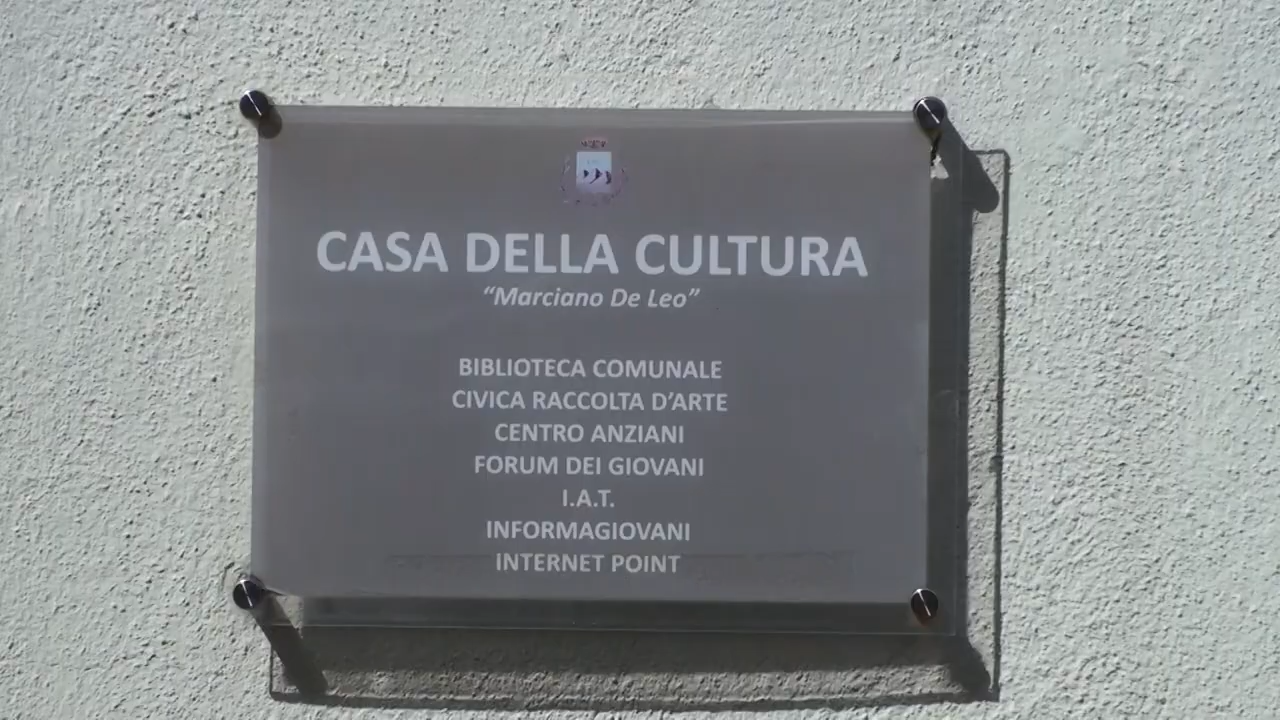 CASA DELLA CULTURA
“Marciano De Leo”
BIBLIOTECA COMUNALE
CIVICA RACCOLTA D’ARTE
CENTRO ANZIANI
FORUM DEI GIOVANI
I.A.T.
INFORMAGIOVANI
INTERNET POINT